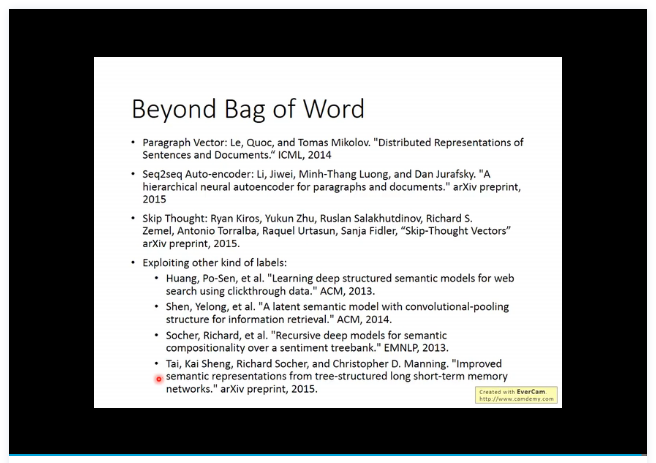 Beyond Bag of Word
• Paragraph Vector: Le, Quoc, and Tomas Mikolov. "Distributed Representations of
Sentences and Documents.“ ICML, 2014
• Seq2seq Auto-encoder: Li, Jiwei, Minh-Thang Luong, and Dan Jurafsky. "A
hierarchical neural autoencoder for paragraphs and documents." arXiv preprint,
2015
• Skip Thought: Ryan Kiros, Yukun Zhu, Ruslan Salakhutdinov, Richard S.
Zemel, Antonio Torralba, Raquel Urtasun, Sanja Fidler, “Skip-Thought Vectors”
arXiv preprint, 2015.
• Exploiting other kind of labels:
• Huang, Po-Sen, et al. "Learning deep structured semantic models for web
search using clickthrough data." ACM, 2013.
• Shen, Yelong, et al. "A latent semantic model with convolutional-pooling
structure for information retrieval." ACM, 2014.
• Socher, Richard, et al. "Recursive deep models for semantic
compositionality over a sentiment treebank." EMNLP, 2013.
• Tai, Kai Sheng, Richard Socher, and Christopher D. Manning. "Improved
semantic representations from tree-structured long short-term memory
networks." arXiv preprint, 2015.
Created with EverCam.
http://www.camdemy.com